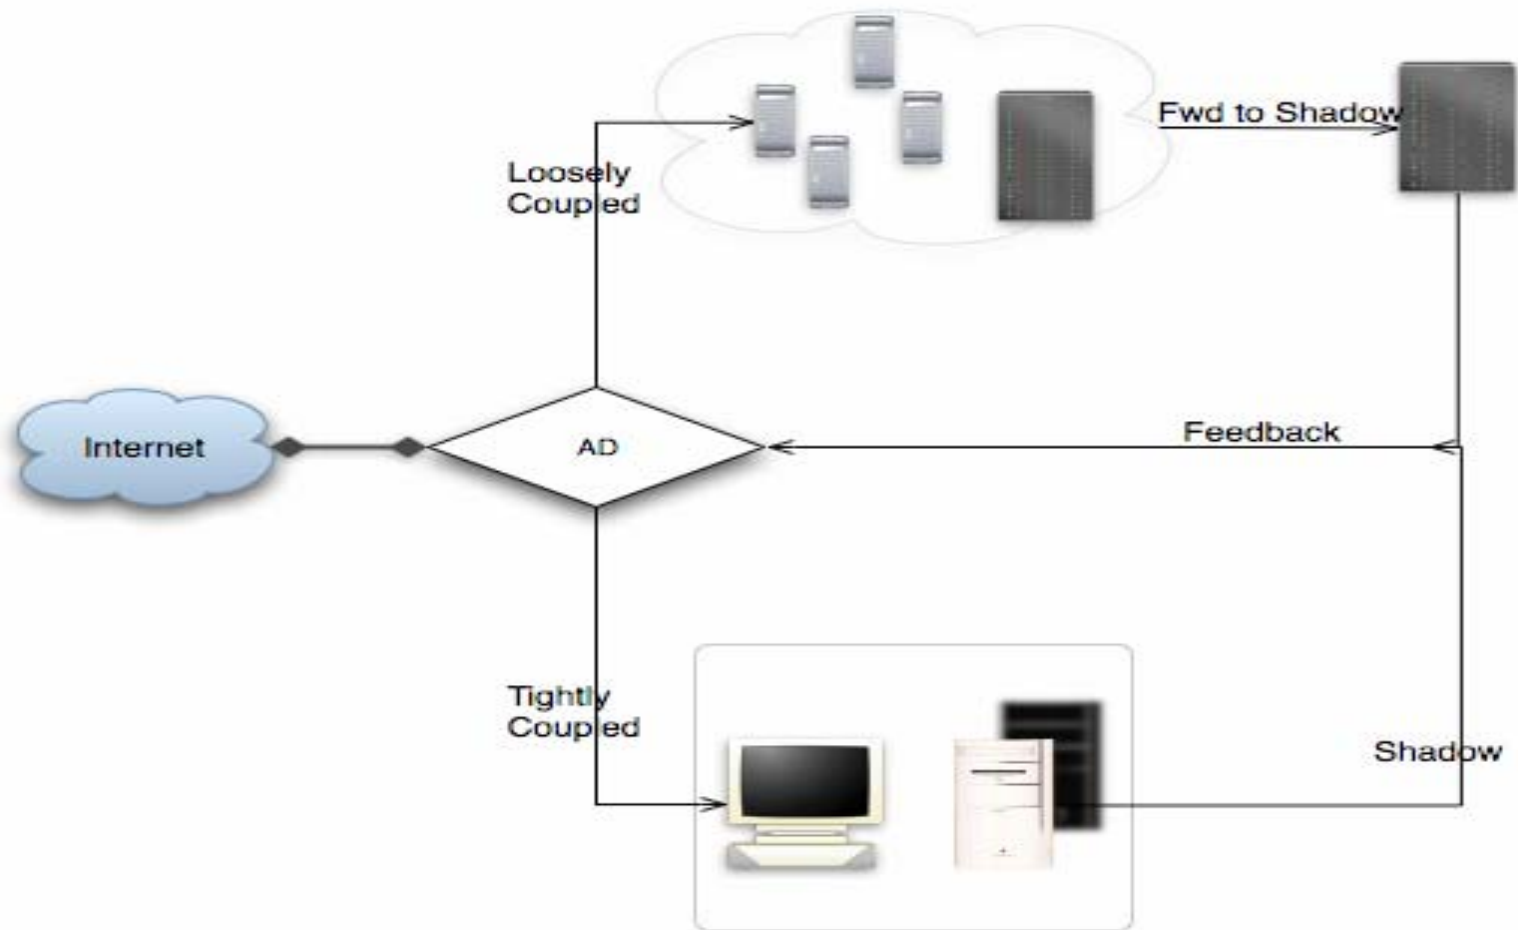 Fwd to Shadow
Loosely
Coupled
Internet
AD
Feedback
Tightly
Coupled
Shadow